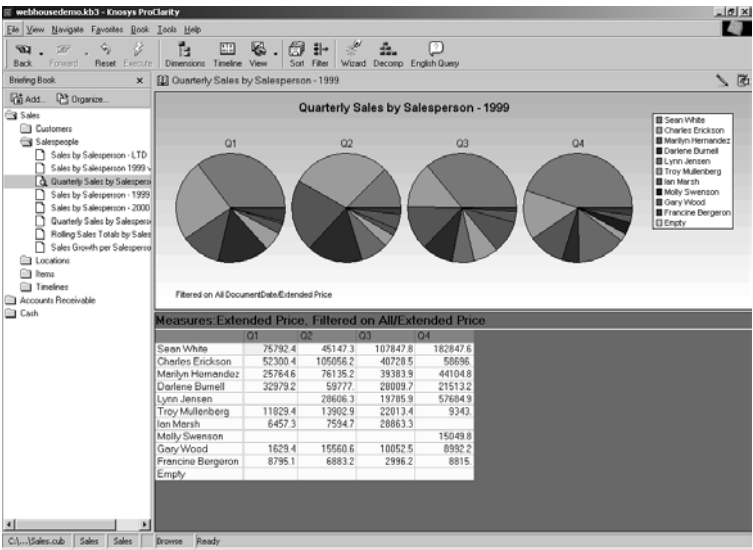 webhousedemo.kb3 - Knosys ProClarity
File View Navigate Favorites Book Tools Help
Back Forward Reset Execute Dimensions Timeline View Sort Filter Wizard Decomp English Query
Briefing Book x Quarterly Sales by Salesperson - 1999
Add... Organize...
Sales
Customers
Salespeople
Sales by Salesperson - LTD
Sales by Salesperson 1999 v
Quarterly Sales by Salesperso
Sales by Salesperson - 1999
Sales by Salesperson - 2000
Quarterly Sales by Salesperso
Rolling Sales Totals by Sales
Sales Growth per Salesperso
Locations
Items
Timelines
Accounts Receivable
Cash
Quarterly Sales by Salesperson - 1999
Q1 Q2 Q3 Q4
Sean White
Charles Erickson
Marilyn Hernandez
Darlene Burnell
Lynn Jensen
Troy Mullenberg
Ian Marsh
Molly Swenson
Gary Wood
Francine Bergeron
Empty
Filtered on All DocumentDate/Extended Price
Measures:Extended Price, Filtered on All/Extended Price
Q1 Q2 Q3 Q4
Sean White 75792.4 45147.3 107847.8 182847.6
Charles Erickson 52300.4 105056.2 40728.5 58696.
Marilyn Hernandez 25764.6 76135.2 39383.9 44104.8
Darlene Burnell 32979.2 59777. 28009.7 21513.2
Lynn Jensen 28606.3 19785.9 57684.9
Troy Mullenberg 11829.4 13902.9 22013.4 9343.
Ian Marsh 6457.3 7594.7 28863.3
Molly Swenson 15049.8
Gary Wood 1629.4 15560.6 10052.5 8992.2
Francine Bergeron 8795.1 6883.2 2996.2 8815.
Empty
C:\...\Sales.cub Sales Sales Browse Ready